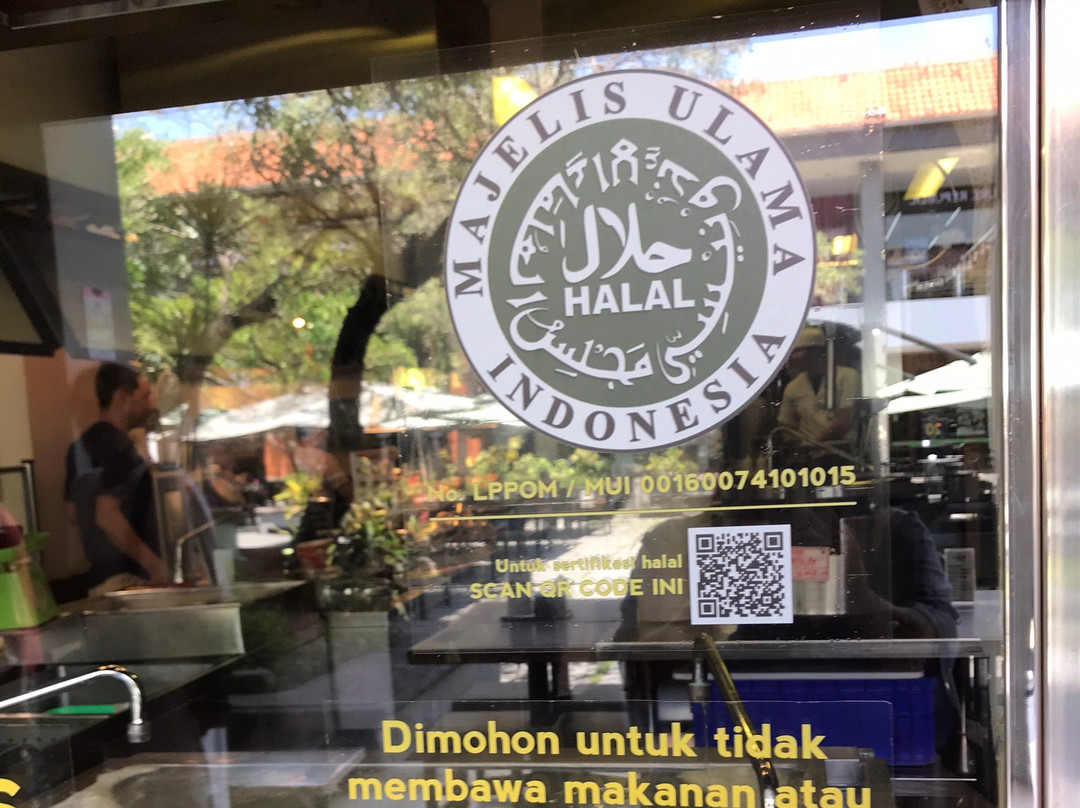 MAJELIS ULAMA
حلال
HALAL
INDONESIA
No. LPPOM / MUI 00160074101015
Untuk sertifikasi halal
SCAN QR CODE INI
Dimohon untuk tidak
membawa makanan atau